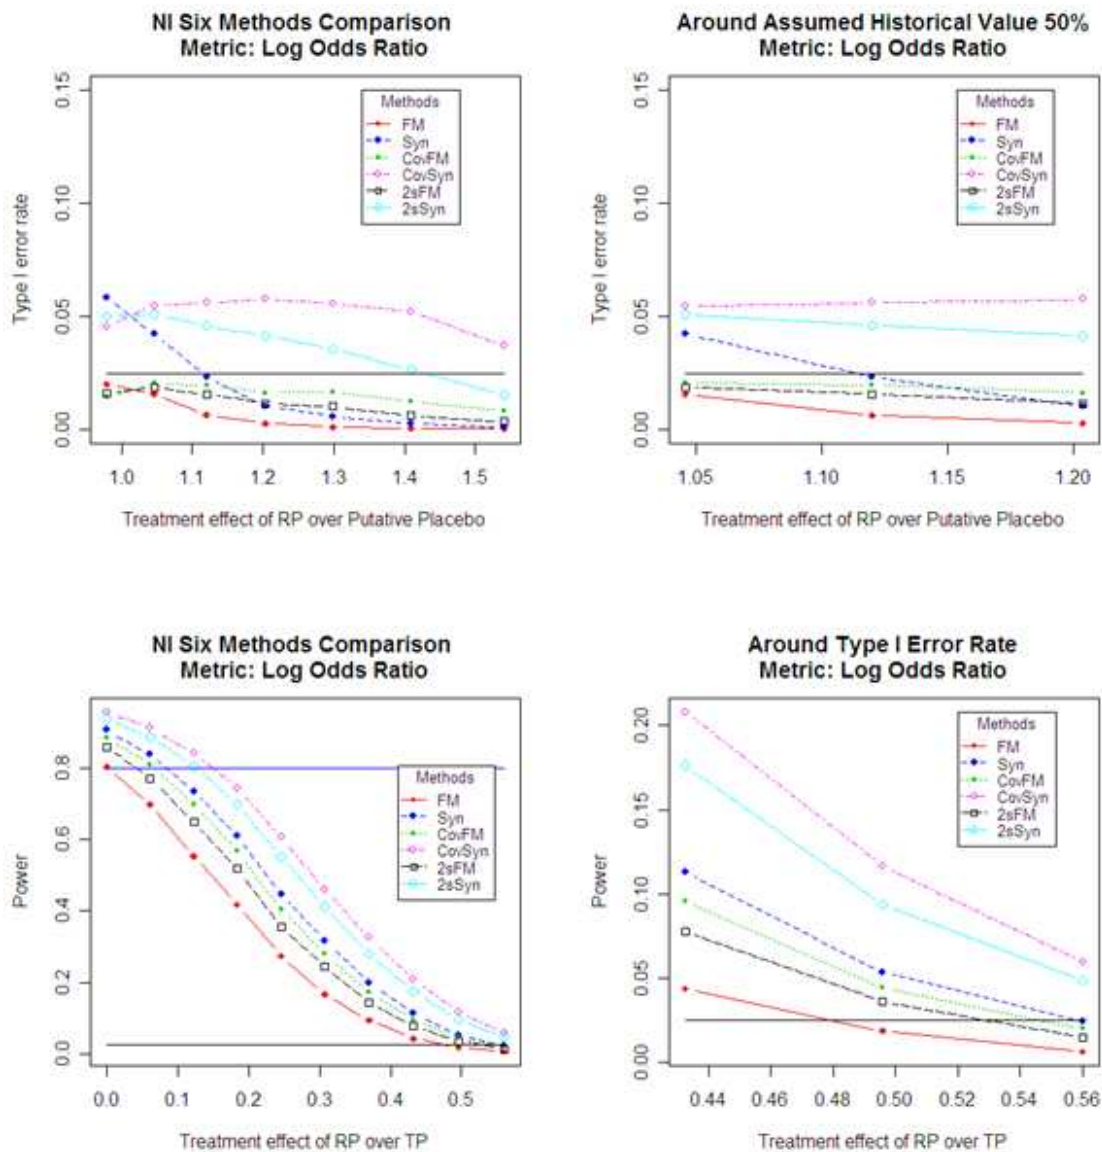 NI Six Methods Comparison
Metric: Log Odds Ratio
Type I error rate
0.15
0.10
0.05
0.00
Methods
FM
Syn
CovFM
CovSyn
2sFM
2sSyn
1.0 1.1 1.2 1.3 1.4 1.5
Treatment effect of RP over Putative Placebo
Around Assumed Historical Value 50%
Metric: Log Odds Ratio
Type I error rate
0.15
0.10
0.05
0.00
Methods
FM
Syn
CovFM
CovSyn
2sFM
2sSyn
1.05 1.10 1.15 1.20
Treatment effect of RP over Putative Placebo
NI Six Methods Comparison
Metric: Log Odds Ratio
Power
0.8
0.6
0.4
0.2
0.0
Methods
FM
Syn
CovFM
CovSyn
2sFM
2sSyn
0.0 0.1 0.2 0.3 0.4 0.5
Treatment effect of RP over TP
Around Type I Error Rate
Metric: Log Odds Ratio
Power
0.20
0.15
0.10
0.05
0.00
Methods
FM
Syn
CovFM
CovSyn
2sFM
2sSyn
0.44 0.46 0.48 0.50 0.52 0.54 0.56
Treatment effect of RP over TP